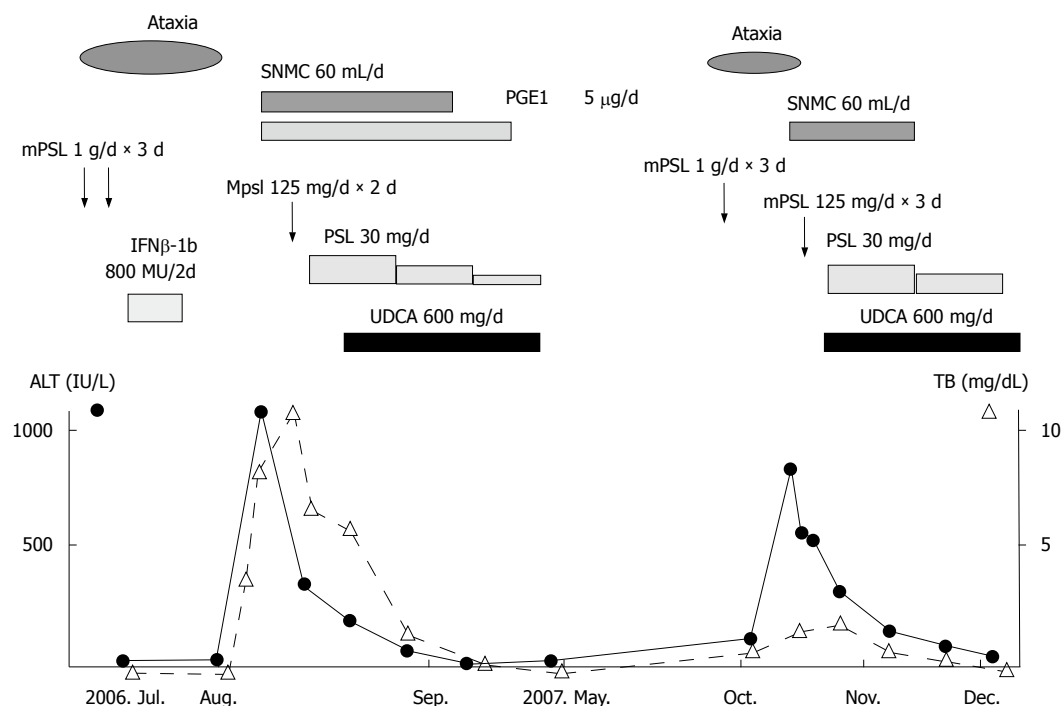 Ataxia
Ataxia
SNMC 60 mL/d
PGE1 5 μg/d
SNMC 60 mL/d
mPSL 1 g/d × 3 d
mPSL 1 g/d × 3 d
Mpsl 125 mg/d × 2 d
mPSL 125 mg/d × 3 d
IFNβ-1b
800 MU/2d
PSL 30 mg/d
PSL 30 mg/d
UDCA 600 mg/d
UDCA 600 mg/d
ALT (IU/L)
TB (mg/dL)
1000
10
500
5
2006. Jul. Aug. Sep. 2007. May. Oct. Nov. Dec.